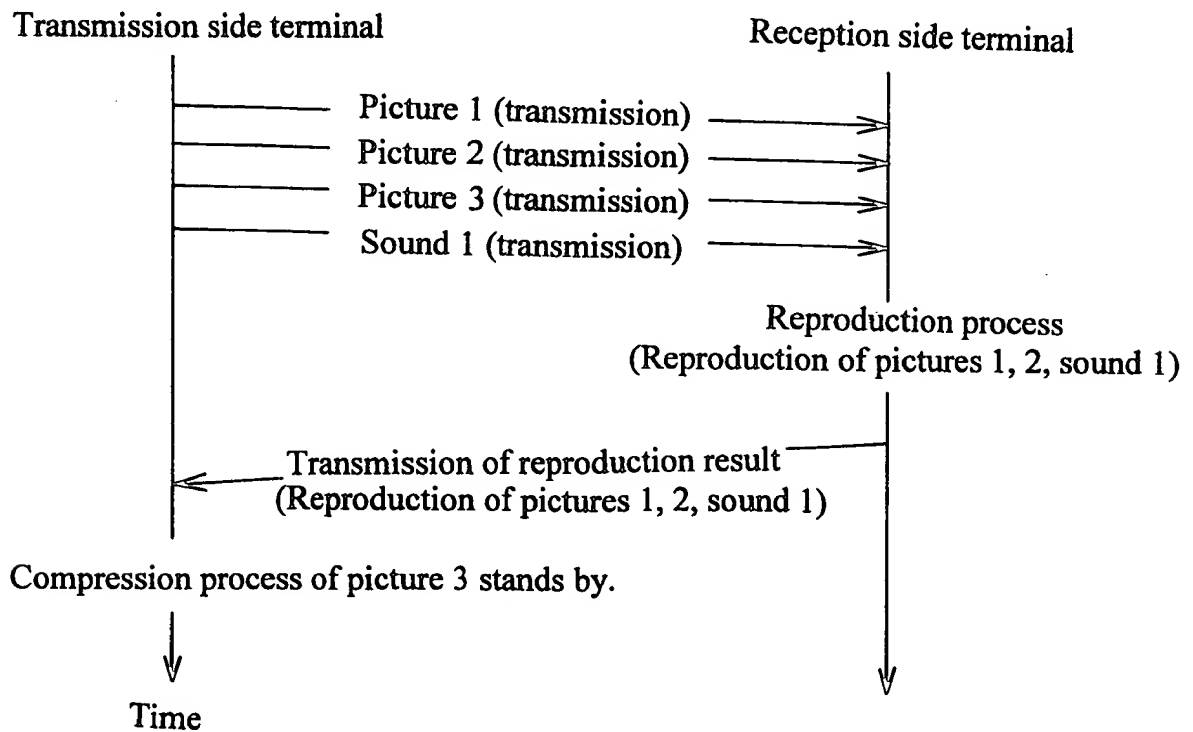 Transmission side terminal
Reception side terminal
Picture 1 (transmission)
Picture 2 (transmission)
Picture 3 (transmission)
Sound 1 (transmission)
Reproduction process
(Reproduction of pictures 1, 2, sound 1)
Transmission of reproduction result
(Reproduction of pictures 1, 2, sound 1)
Compression process of picture 3 stands by.
Time